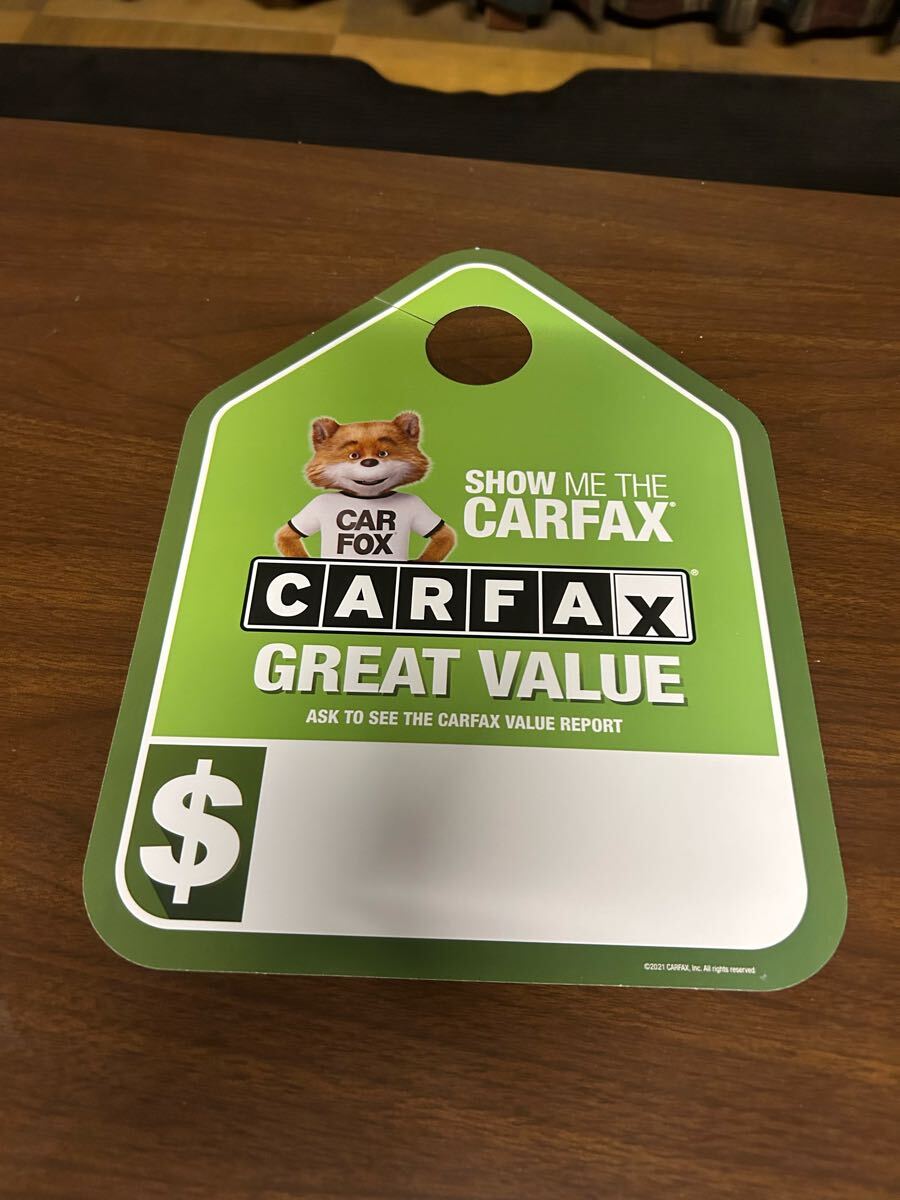 SHOW ME THE
CARFAX®
CAR
FOX
CARFAX®
GREAT VALUE
ASK TO SEE THE CARFAX VALUE REPORT
$
©2021 CARFAX, Inc. All rights reserved.